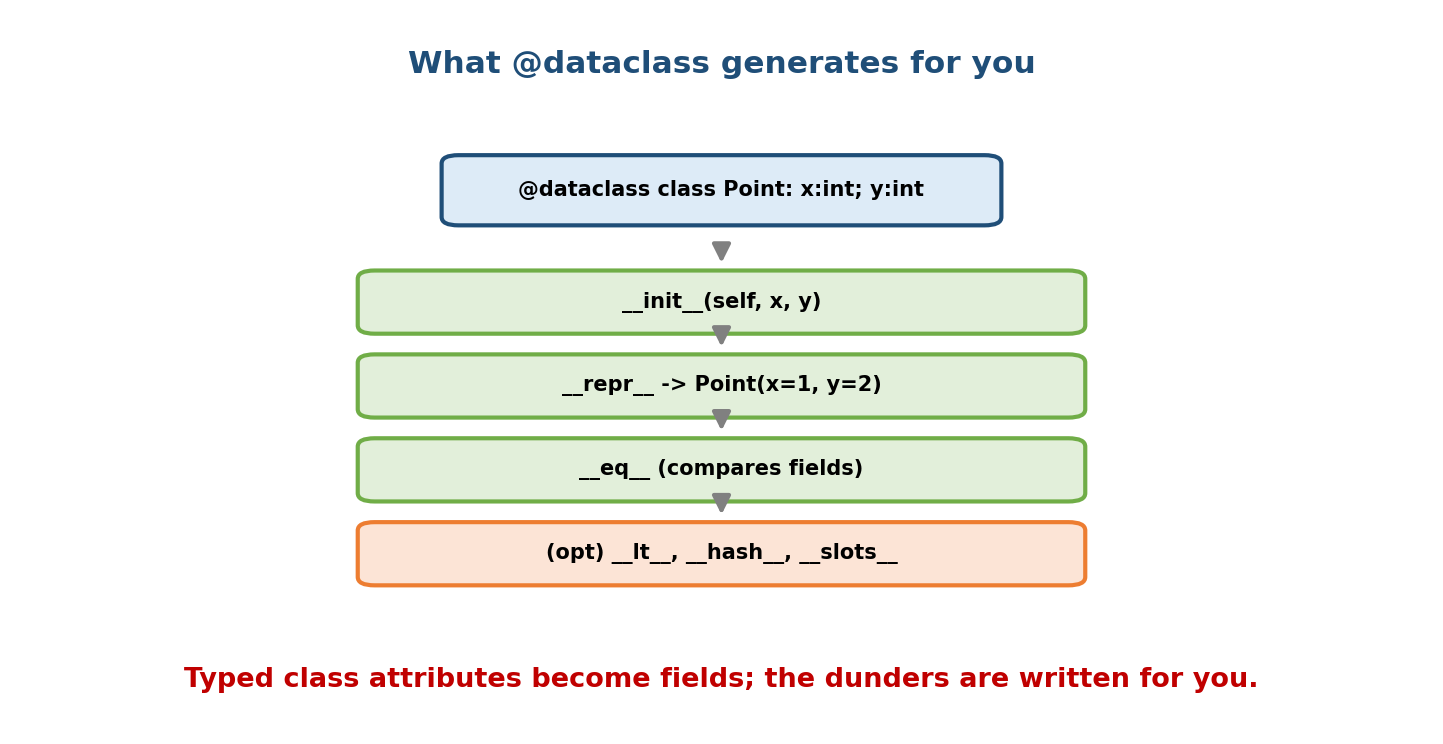 What @dataclass generates for you
@dataclass class Point: x:int; y:int
__init__(self, x, y)
__repr__ -> Point(x=1, y=2)
__eq__ (compares fields)
(opt) __lt__, __hash__, __slots__
Typed class attributes become fields; the dunders are written for you.